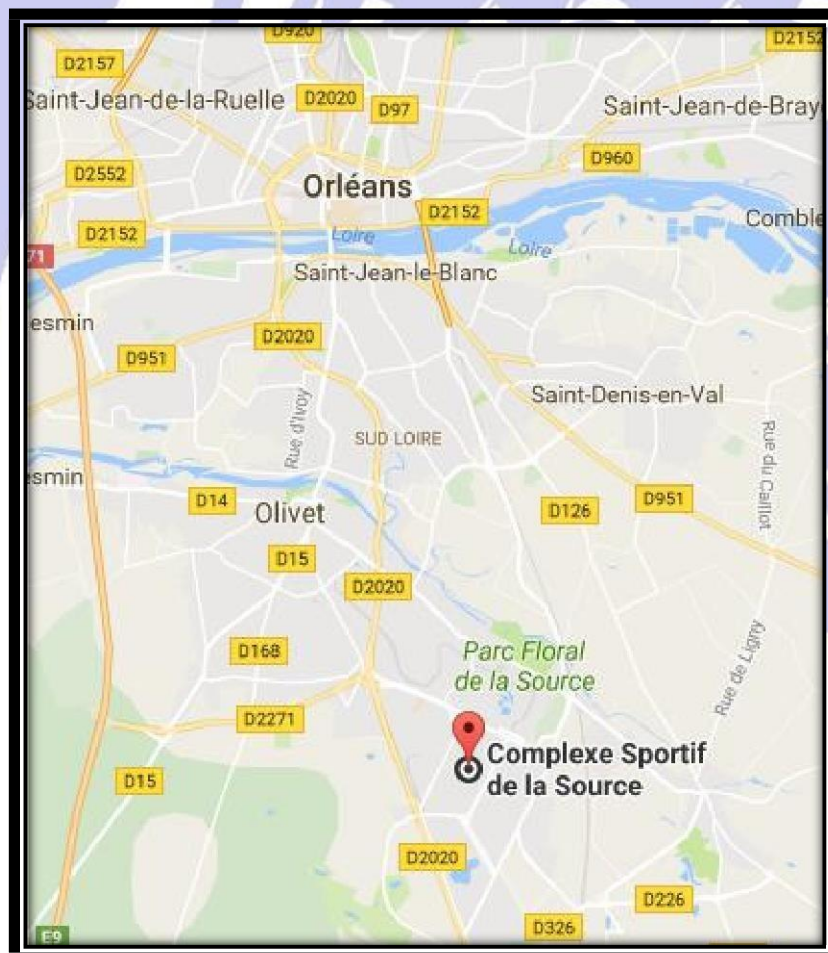 D920
D2152
D2157
Saint-Jean-de-la-Ruelle
D2020
D97
Saint-Jean-de-Bray
D960
D2552
Orléans
D2152
D2152
Comble
Loire
Loire
71
Saint-Jean-le-Blanc
esmin
D2020
D951
Saint-Denis-en-Val
Rue d'Ivoy
SUD LOIRE
Rue du Caillot
esmin
D14
Olivet
D126
D951
D15
D2020
D168
Parc Floral
de la Source
Rue de Ligny
D2271
Complexe Sportif
de la Source
D15
D2020
D226
D326
E9